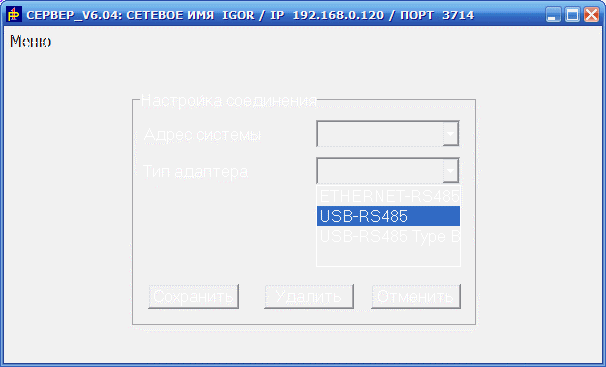 СЕРВЕР_V6.04: СЕТЕВОЕ ИМЯ IGOR / IP 192.168.0.120 / ПОРТ 3714
Меню
Настройка соединения
Адрес системы
Тип адаптера
ETHERNET-RS485
USB-RS485
USB-RS485 Type B
Сохранить
Удалить
Отменить